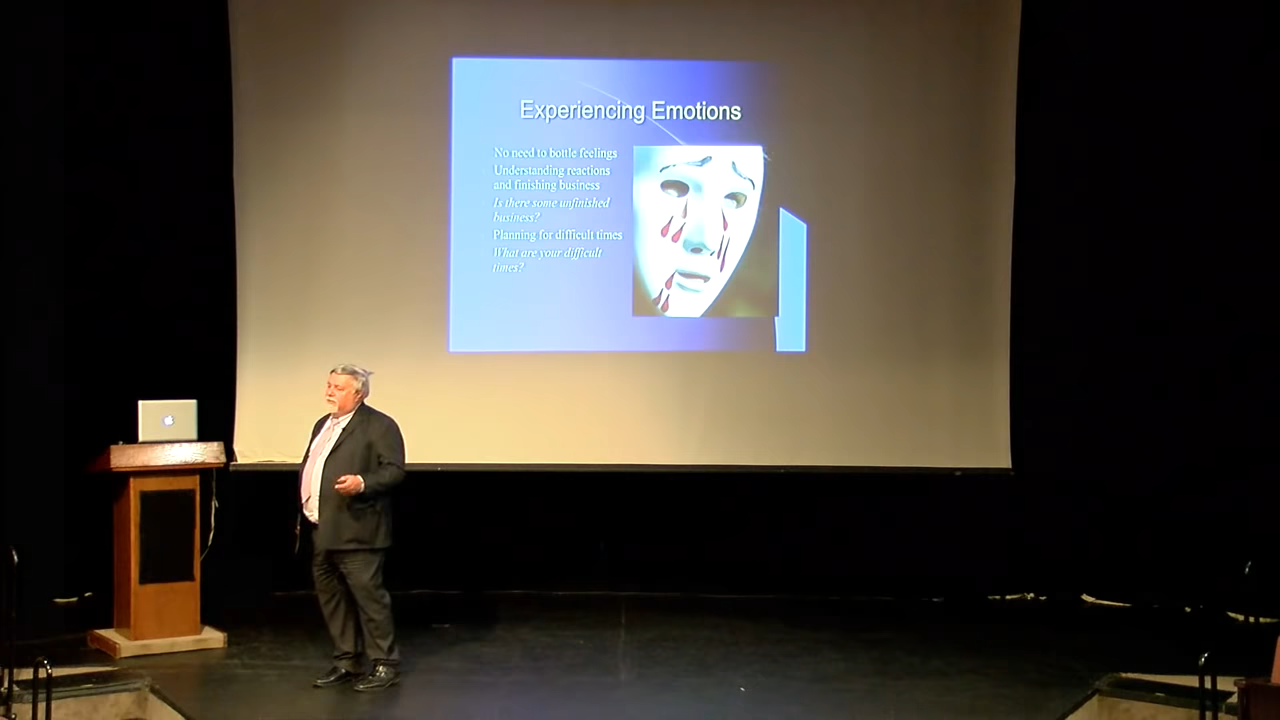 Experiencing Emotions
No need to bottle feelings
Understanding reactions
and finishing business
Is there some unfinished
business?
Planning for difficult times
What are your difficult
times?